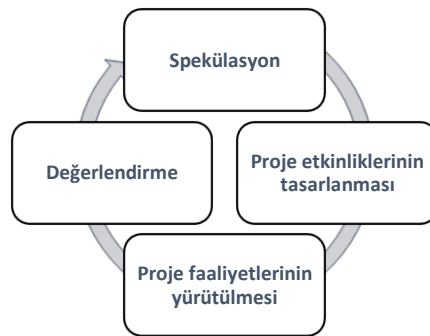 Spekülasyon
Proje etkinliklerinin
tasarlanması
Proje faaliyetlerinin
yürütülmesi
Değerlendirme